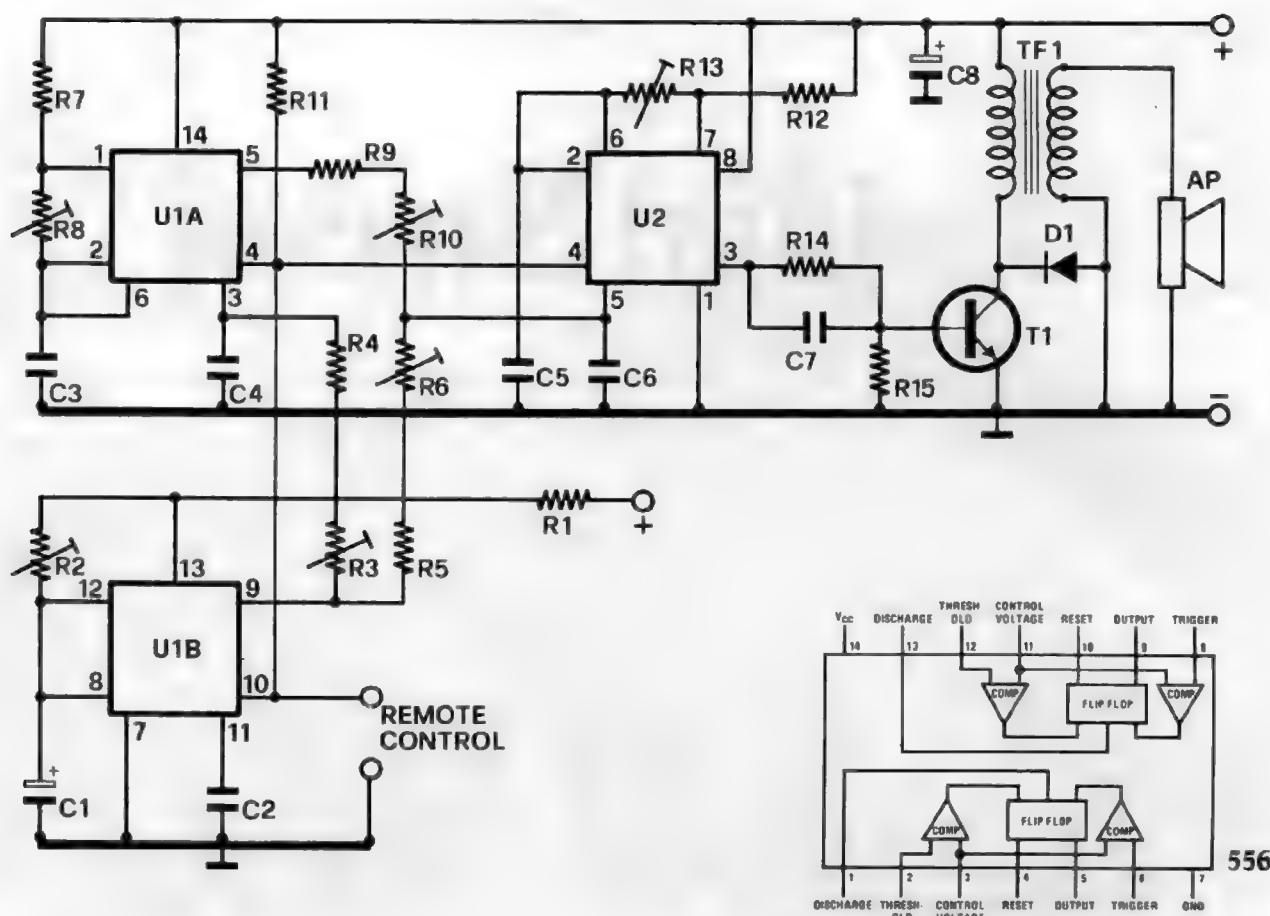 +
TF1
R13
C8
R7
R11
R12
14
6
7
1
5
R9
2
8
AP
U1A
U2
R8
R10
R14
D1
2
4
4
3
6
3
5
1
T1
R4
C7
C3
C4
R6
C5
C6
R15
−
R1
+
R2
13
R3
R5
12
9
U1B
8
10
REMOTE
CONTROL
7
11
C1
+
C2
VCC DISCHARGE THRESH OLD CONTROL VOLTAGE RESET OUTPUT TRIGGER
14 13 12 11 10 9 8
COMP FLIP FLOP COMP
COMP FLIP FLOP COMP
556
1 2 3 4 5 6 7
DISCHARGE THRESH- OLD CONTROL VOLTAGE RESET OUTPUT TRIGGER GND